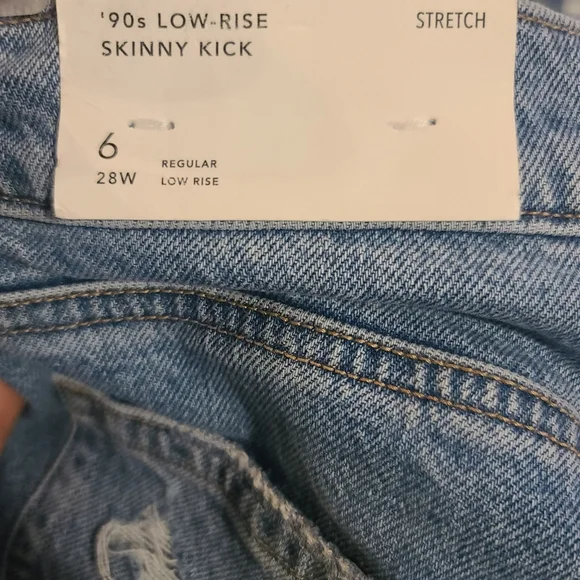 '90s LOW-RISE STRETCH
SKINNY KICK
6 REGULAR
28W LOW RISE